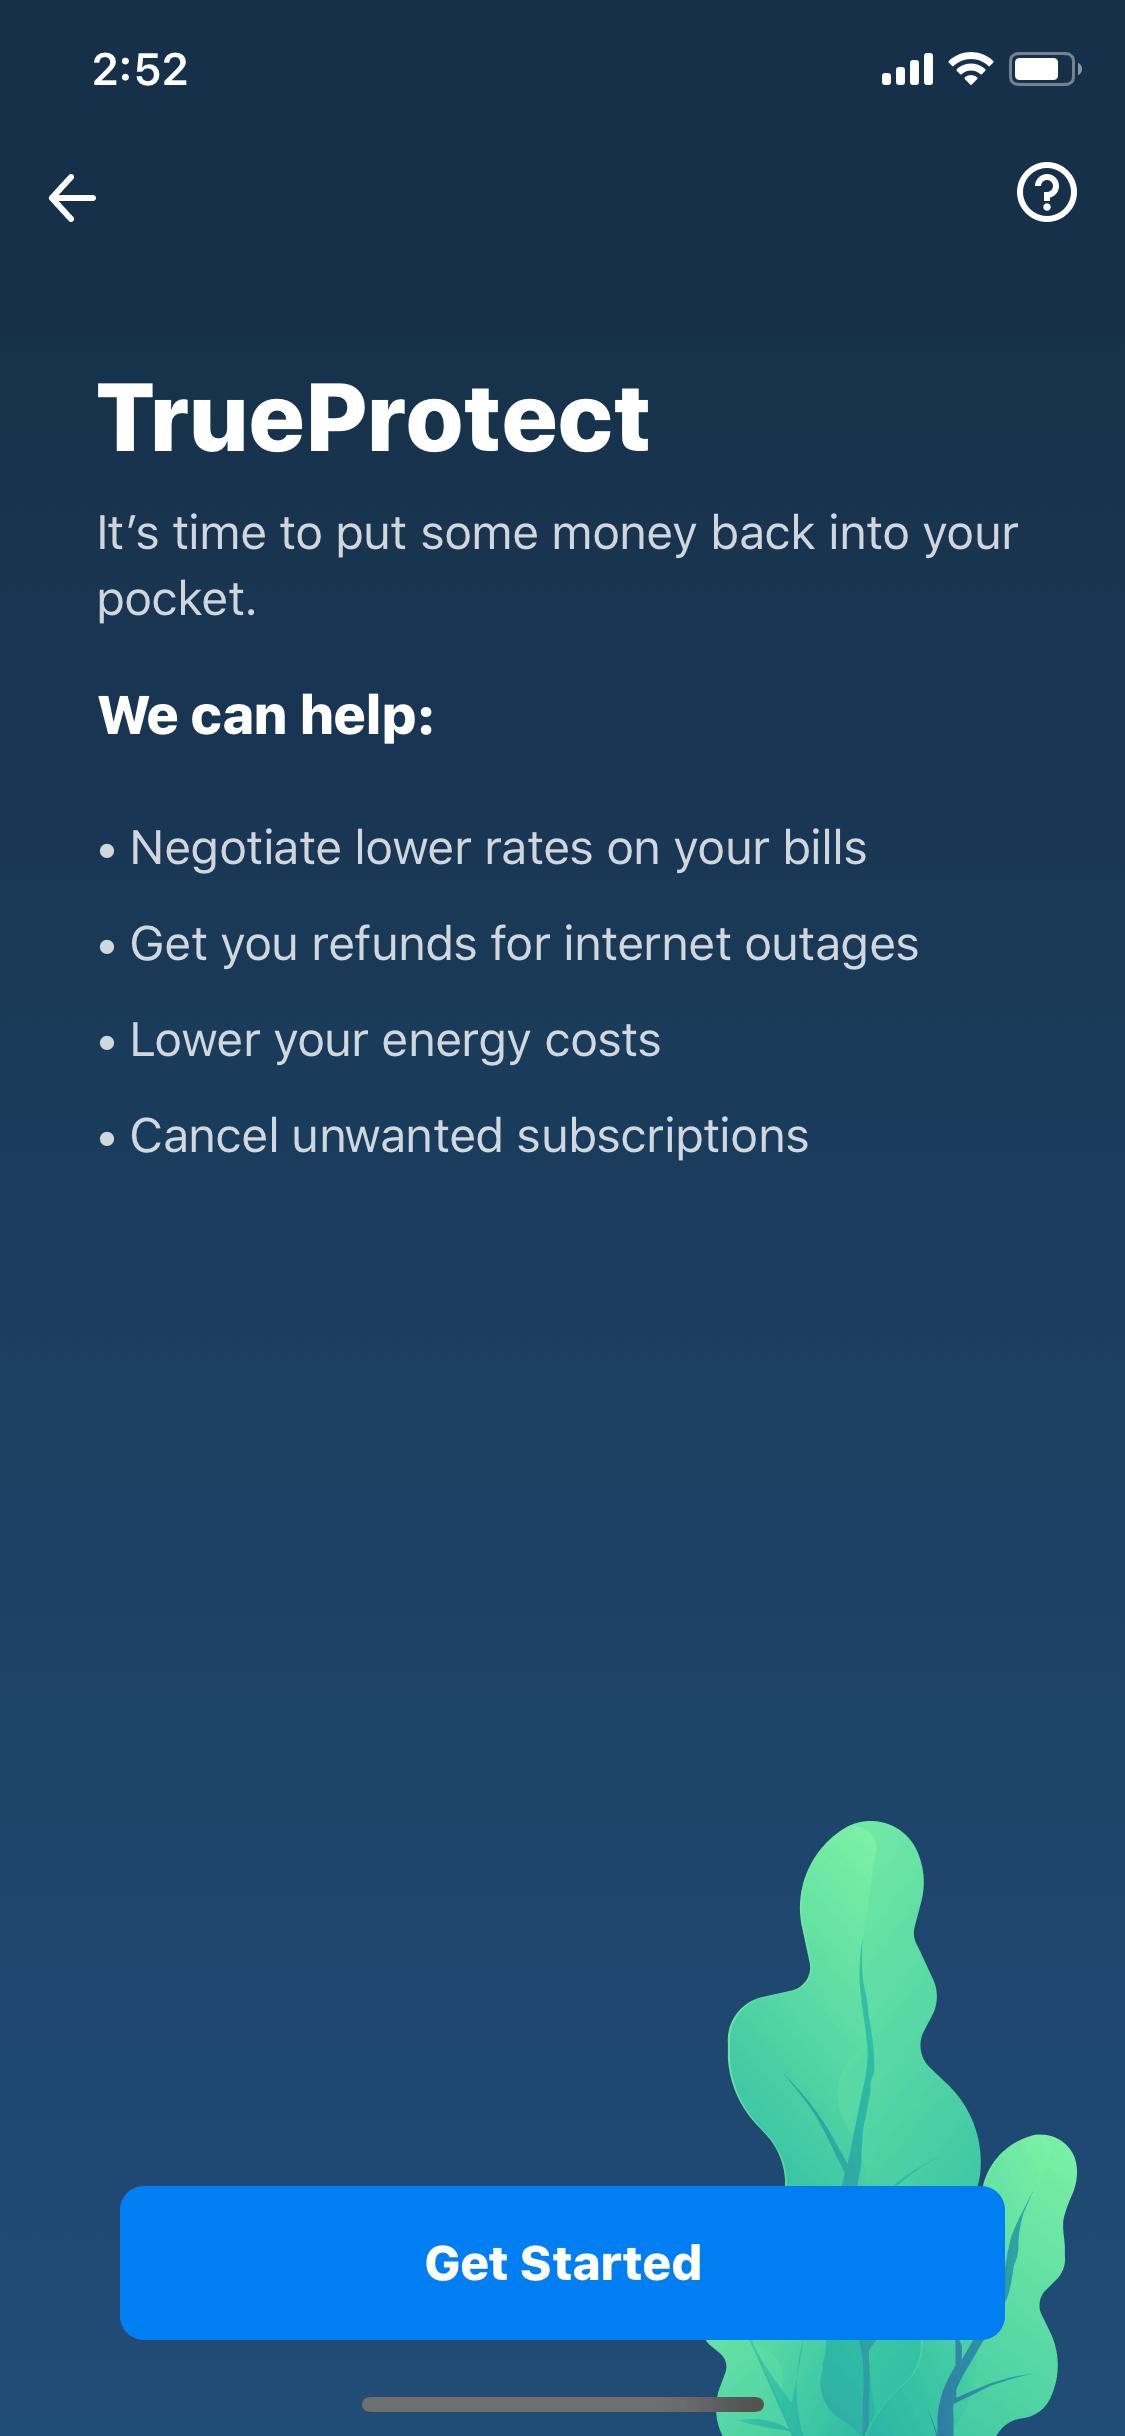 2:52
TrueProtect
It’s time to put some money back into your
pocket.
We can help:
• Negotiate lower rates on your bills
• Get you refunds for internet outages
• Lower your energy costs
• Cancel unwanted subscriptions
Get Started